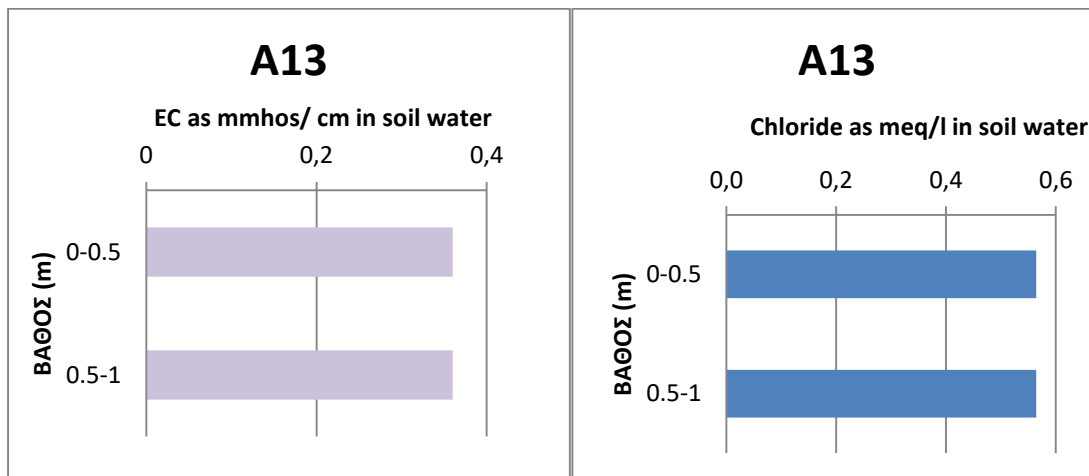 A13
EC as mmhos/ cm in soil water
0 0,2 0,4
0-0.5
0.5-1
ΒΑΘΟΣ (m)
A13
Chloride as meq/l in soil water
0,0 0,2 0,4 0,6
0-0.5
0.5-1
ΒΑΘΟΣ (m)